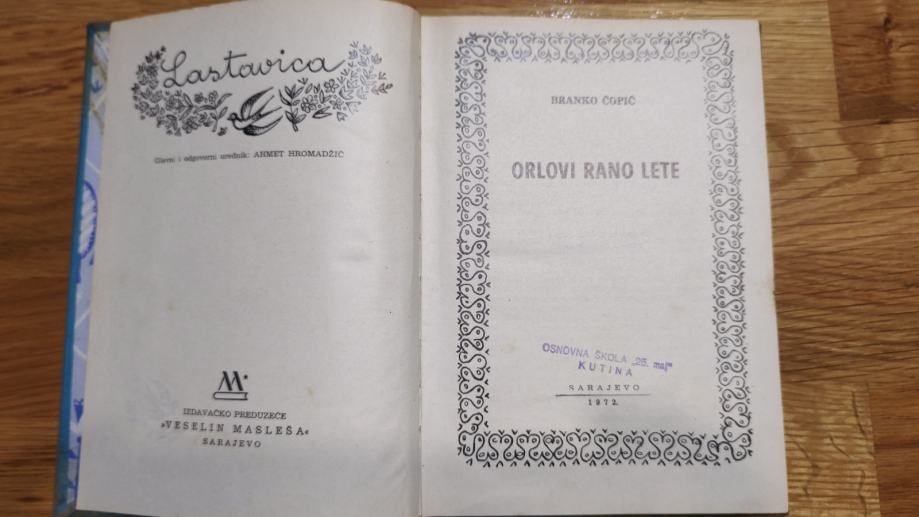 Lastavica
Glavni i odgovorni urednik: AHMET HROMADŽIĆ
M
IZDAVAČKO PREDUZEĆE
»VESELIN MASLEŠA«
SARAJEVO
BRANKO ĆOPIĆ
ORLOVI RANO LETE
OSNOVNA ŠKOLA „25. maj"
KUTINA
SARAJEVO
1972.